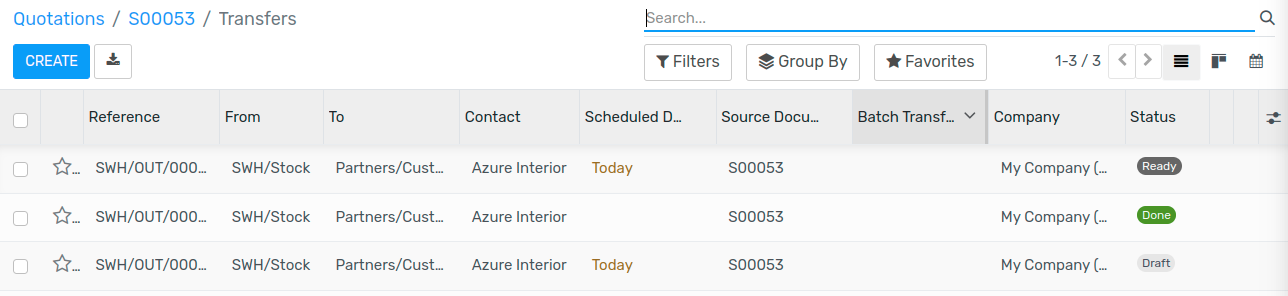 Quotations / S00053 / Transfers
Search...
CREATE
Filters Group By Favorites 1-3 / 3
Reference From To Contact Scheduled D... Source Docu... Batch Transf... Company Status
SWH/OUT/000... SWH/Stock Partners/Cust... Azure Interior Today S00053 My Company (... Ready
SWH/OUT/000... SWH/Stock Partners/Cust... Azure Interior S00053 My Company (... Done
SWH/OUT/000... SWH/Stock Partners/Cust... Azure Interior Today S00053 My Company (... Draft